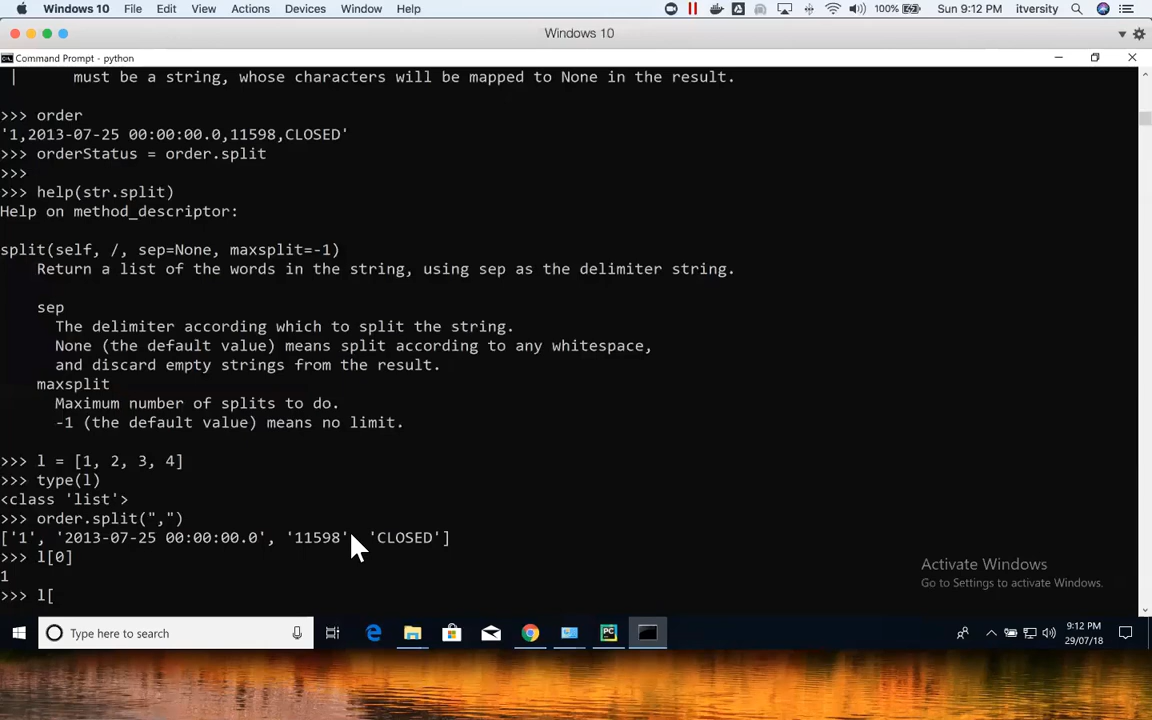 Windows 10 File Edit View Actions Devices Window Help 100% Sun 9:12 PM itversity
Windows 10
Command Prompt - python
| must be a string, whose characters will be mapped to None in the result.
>>> order
'1,2013-07-25 00:00:00.0,11598,CLOSED'
>>> orderStatus = order.split
>>>
>>> help(str.split)
Help on method_descriptor:
split(self, /, sep=None, maxsplit=-1)
Return a list of the words in the string, using sep as the delimiter string.
sep
The delimiter according which to split the string.
None (the default value) means split according to any whitespace,
and discard empty strings from the result.
maxsplit
Maximum number of splits to do.
-1 (the default value) means no limit.
>>> l = [1, 2, 3, 4]
>>> type(l)
<class 'list'>
>>> order.split(",")
['1', '2013-07-25 00:00:00.0', '11598', 'CLOSED']
>>> l[0]
1
>>> l[
Activate Windows
Go to Settings to activate Windows.
Type here to search
9:12 PM
29/07/18